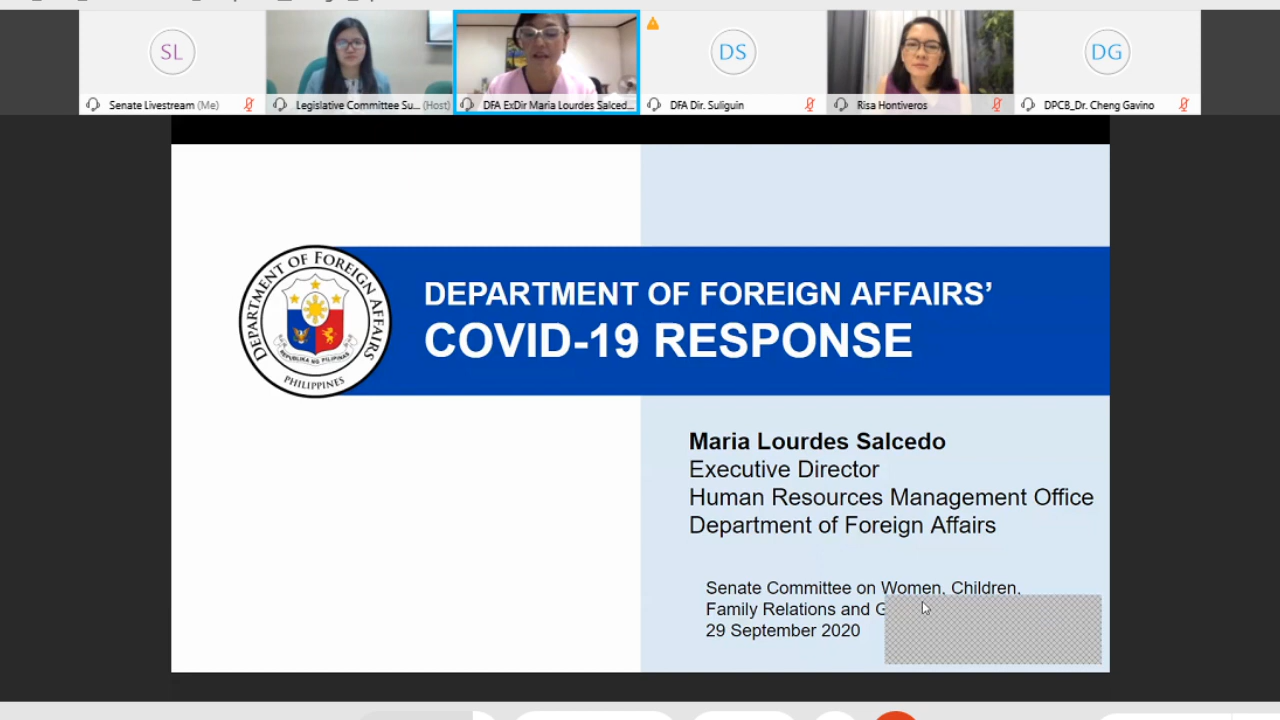 SL
Senate Livestream (Me)
Legislative Committee Su... (Host)
DFA ExDir Maria Lourdes Salced...
DS
DFA Dir. Suliguin
Risa Hontiveros
DG
DPCB_Dr. Cheng Gavino
DEPARTMENT OF FOREIGN AFFAIRS
REPUBLIKA NG PILIPINAS
PHILIPPINES
DEPARTMENT OF FOREIGN AFFAIRS’
COVID-19 RESPONSE
Maria Lourdes Salcedo
Executive Director
Human Resources Management Office
Department of Foreign Affairs
Senate Committee on Women, Children,
Family Relations and
29 September 2020